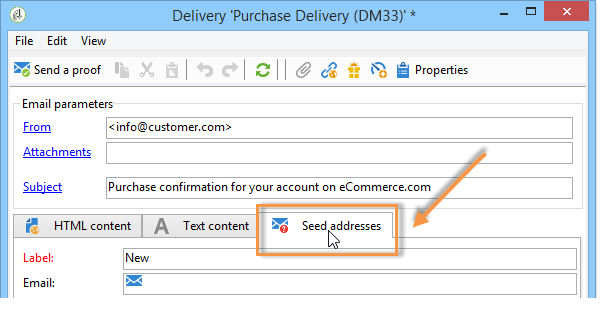 Delivery 'Purchase Delivery (DM33)' *
File Edit View
Send a proof Properties
Email parameters
From <info@customer.com>
Attachments
Subject Purchase confirmation for your account on eCommerce.com
HTML content Text content Seed addresses
Label: New
Email: